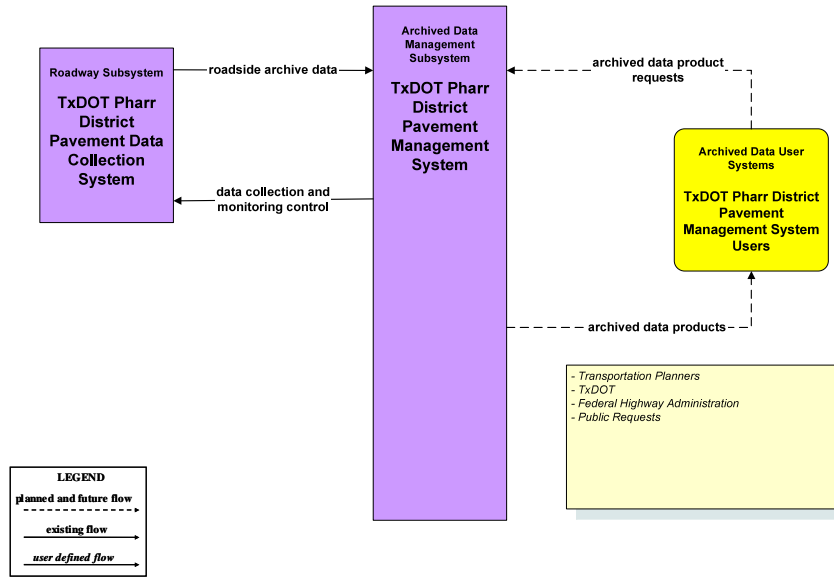 Roadway Subsystem
TxDOT Pharr
District
Pavement Data
Collection
System
roadside archive data
data collection and
monitoring control
Archived Data
Management
Subsystem
TxDOT Pharr
District
Pavement
Management
System
archived data product
requests
Archived Data User
Systems
TxDOT Pharr District
Pavement
Management System
Users
archived data products
- Transportation Planners
- TxDOT
- Federal Highway Administration
- Public Requests
LEGEND
planned and future flow
existing flow
user defined flow